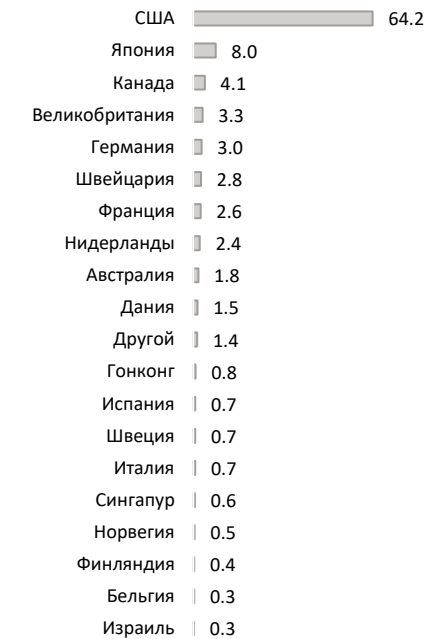 США 64.2
Япония 8.0
Канада 4.1
Великобритания 3.3
Германия 3.0
Швейцария 2.8
Франция 2.6
Нидерланды 2.4
Австралия 1.8
Дания 1.5
Другой 1.4
Гонконг 0.8
Испания 0.7
Швеция 0.7
Италия 0.7
Сингапур 0.6
Норвегия 0.5
Финляндия 0.4
Бельгия 0.3
Израиль 0.3